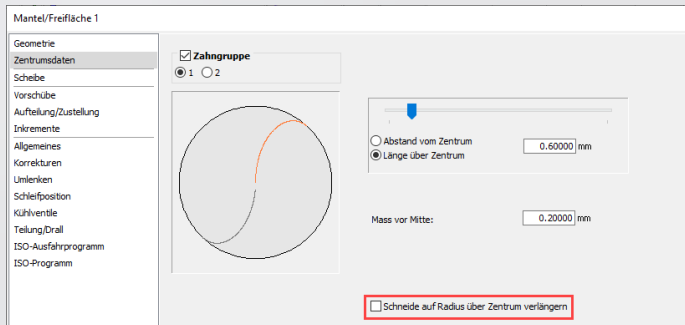 Mantel/Freifläche 1
Geometrie
Zentrumsdaten
Scheibe
Vorschübe
Aufteilung/Zustellung
Inkremente
Allgemeines
Korrekturen
Umlenken
Schleifposition
Kühlventile
Teilung/Drall
ISO-Ausfahrprogramm
ISO-Programm
Zahngruppe
1 2
Abstand vom Zentrum
Länge über Zentrum
0.60000 mm
Mass vor Mitte: 0.20000 mm
Schneide auf Radius über Zentrum verlängern